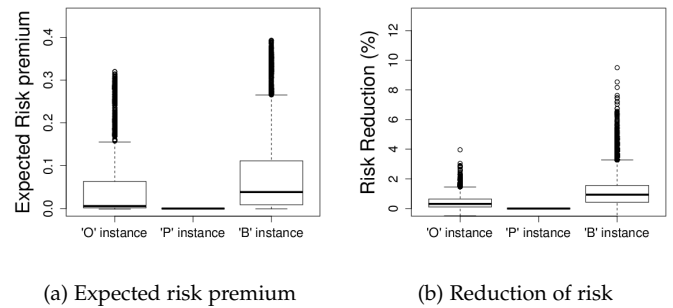 Expected Risk premium
0.4
0.3
0.2
0.1
0.0
'O' instance 'P' instance 'B' instance
(a) Expected risk premium
Risk Reduction (%)
12
10
8
6
4
2
0
'O' instance 'P' instance 'B' instance
(b) Reduction of risk